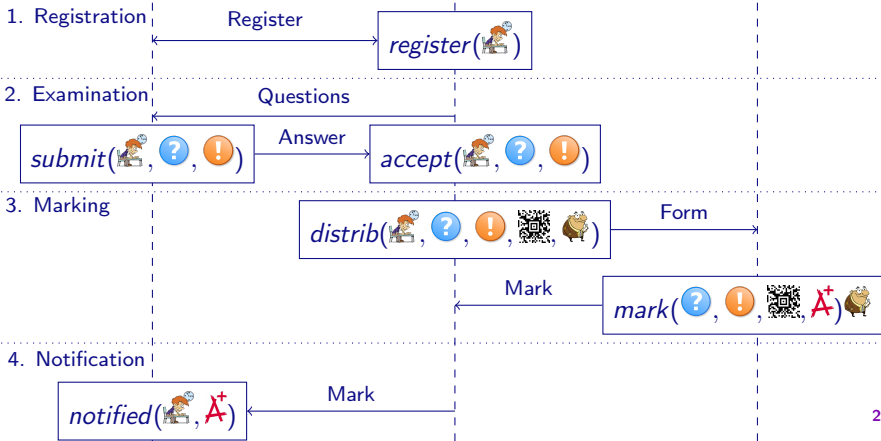 1. Registration
Register
register( )
2. Examination
Questions
submit( , ?, !)
Answer
accept( , ?, !)
3. Marking
distrib( , ?, !, , )
Form
Mark
mark(?, !, , A+)
4. Notification
notified( , A+)
Mark
2